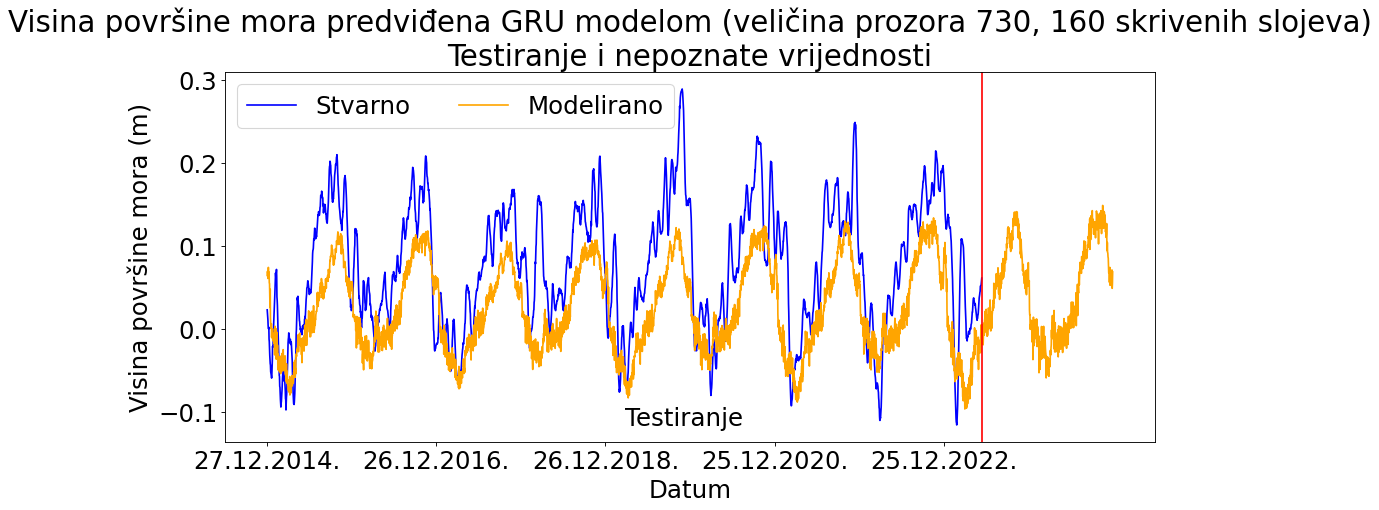 Visina površine mora predviđena GRU modelom (veličina prozora 730, 160 skrivenih slojeva)
Testiranje i nepoznate vrijednosti
Stvarno
Modelirano
Visina površine mora (m)
0.3
0.2
0.1
0.0
−0.1
Testiranje
27.12.2014.
26.12.2016.
26.12.2018.
25.12.2020.
25.12.2022.
Datum